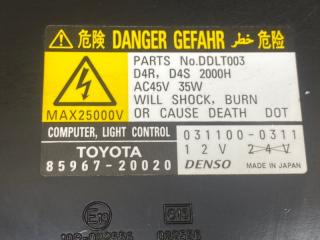 危険 DANGER GEFAHR خطر 危险
PARTS No.DDLT003
D4R, D4S 2000H
AC45V 35W
WILL SHOCK, BURN
OR CAUSE DEATH DOT
MAX25000V
COMPUTER, LIGHT CONTROL
TOYOTA
85967-20020
031100-0311
12V 24V
DENSO MADE IN JAPAN